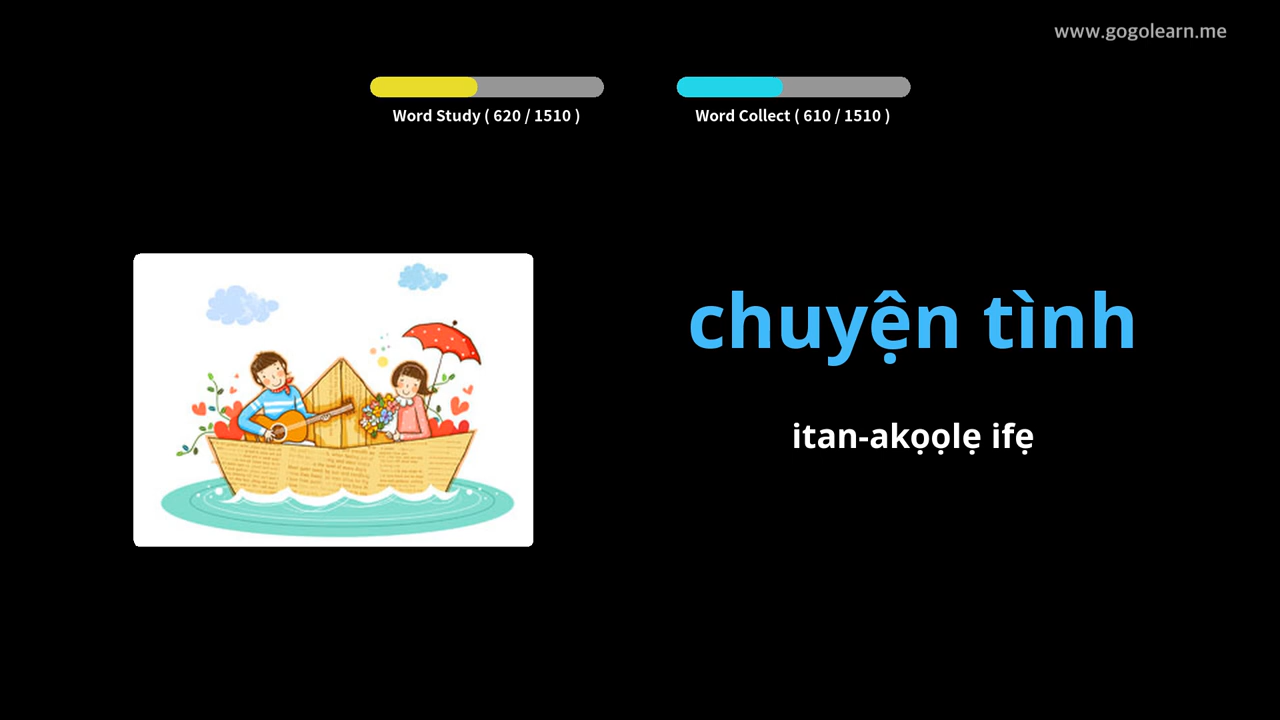 www.gogolearn.me
Word Study ( 620 / 1510 )
Word Collect ( 610 / 1510 )
chuyện tình
itan-akọọlẹ ifẹ